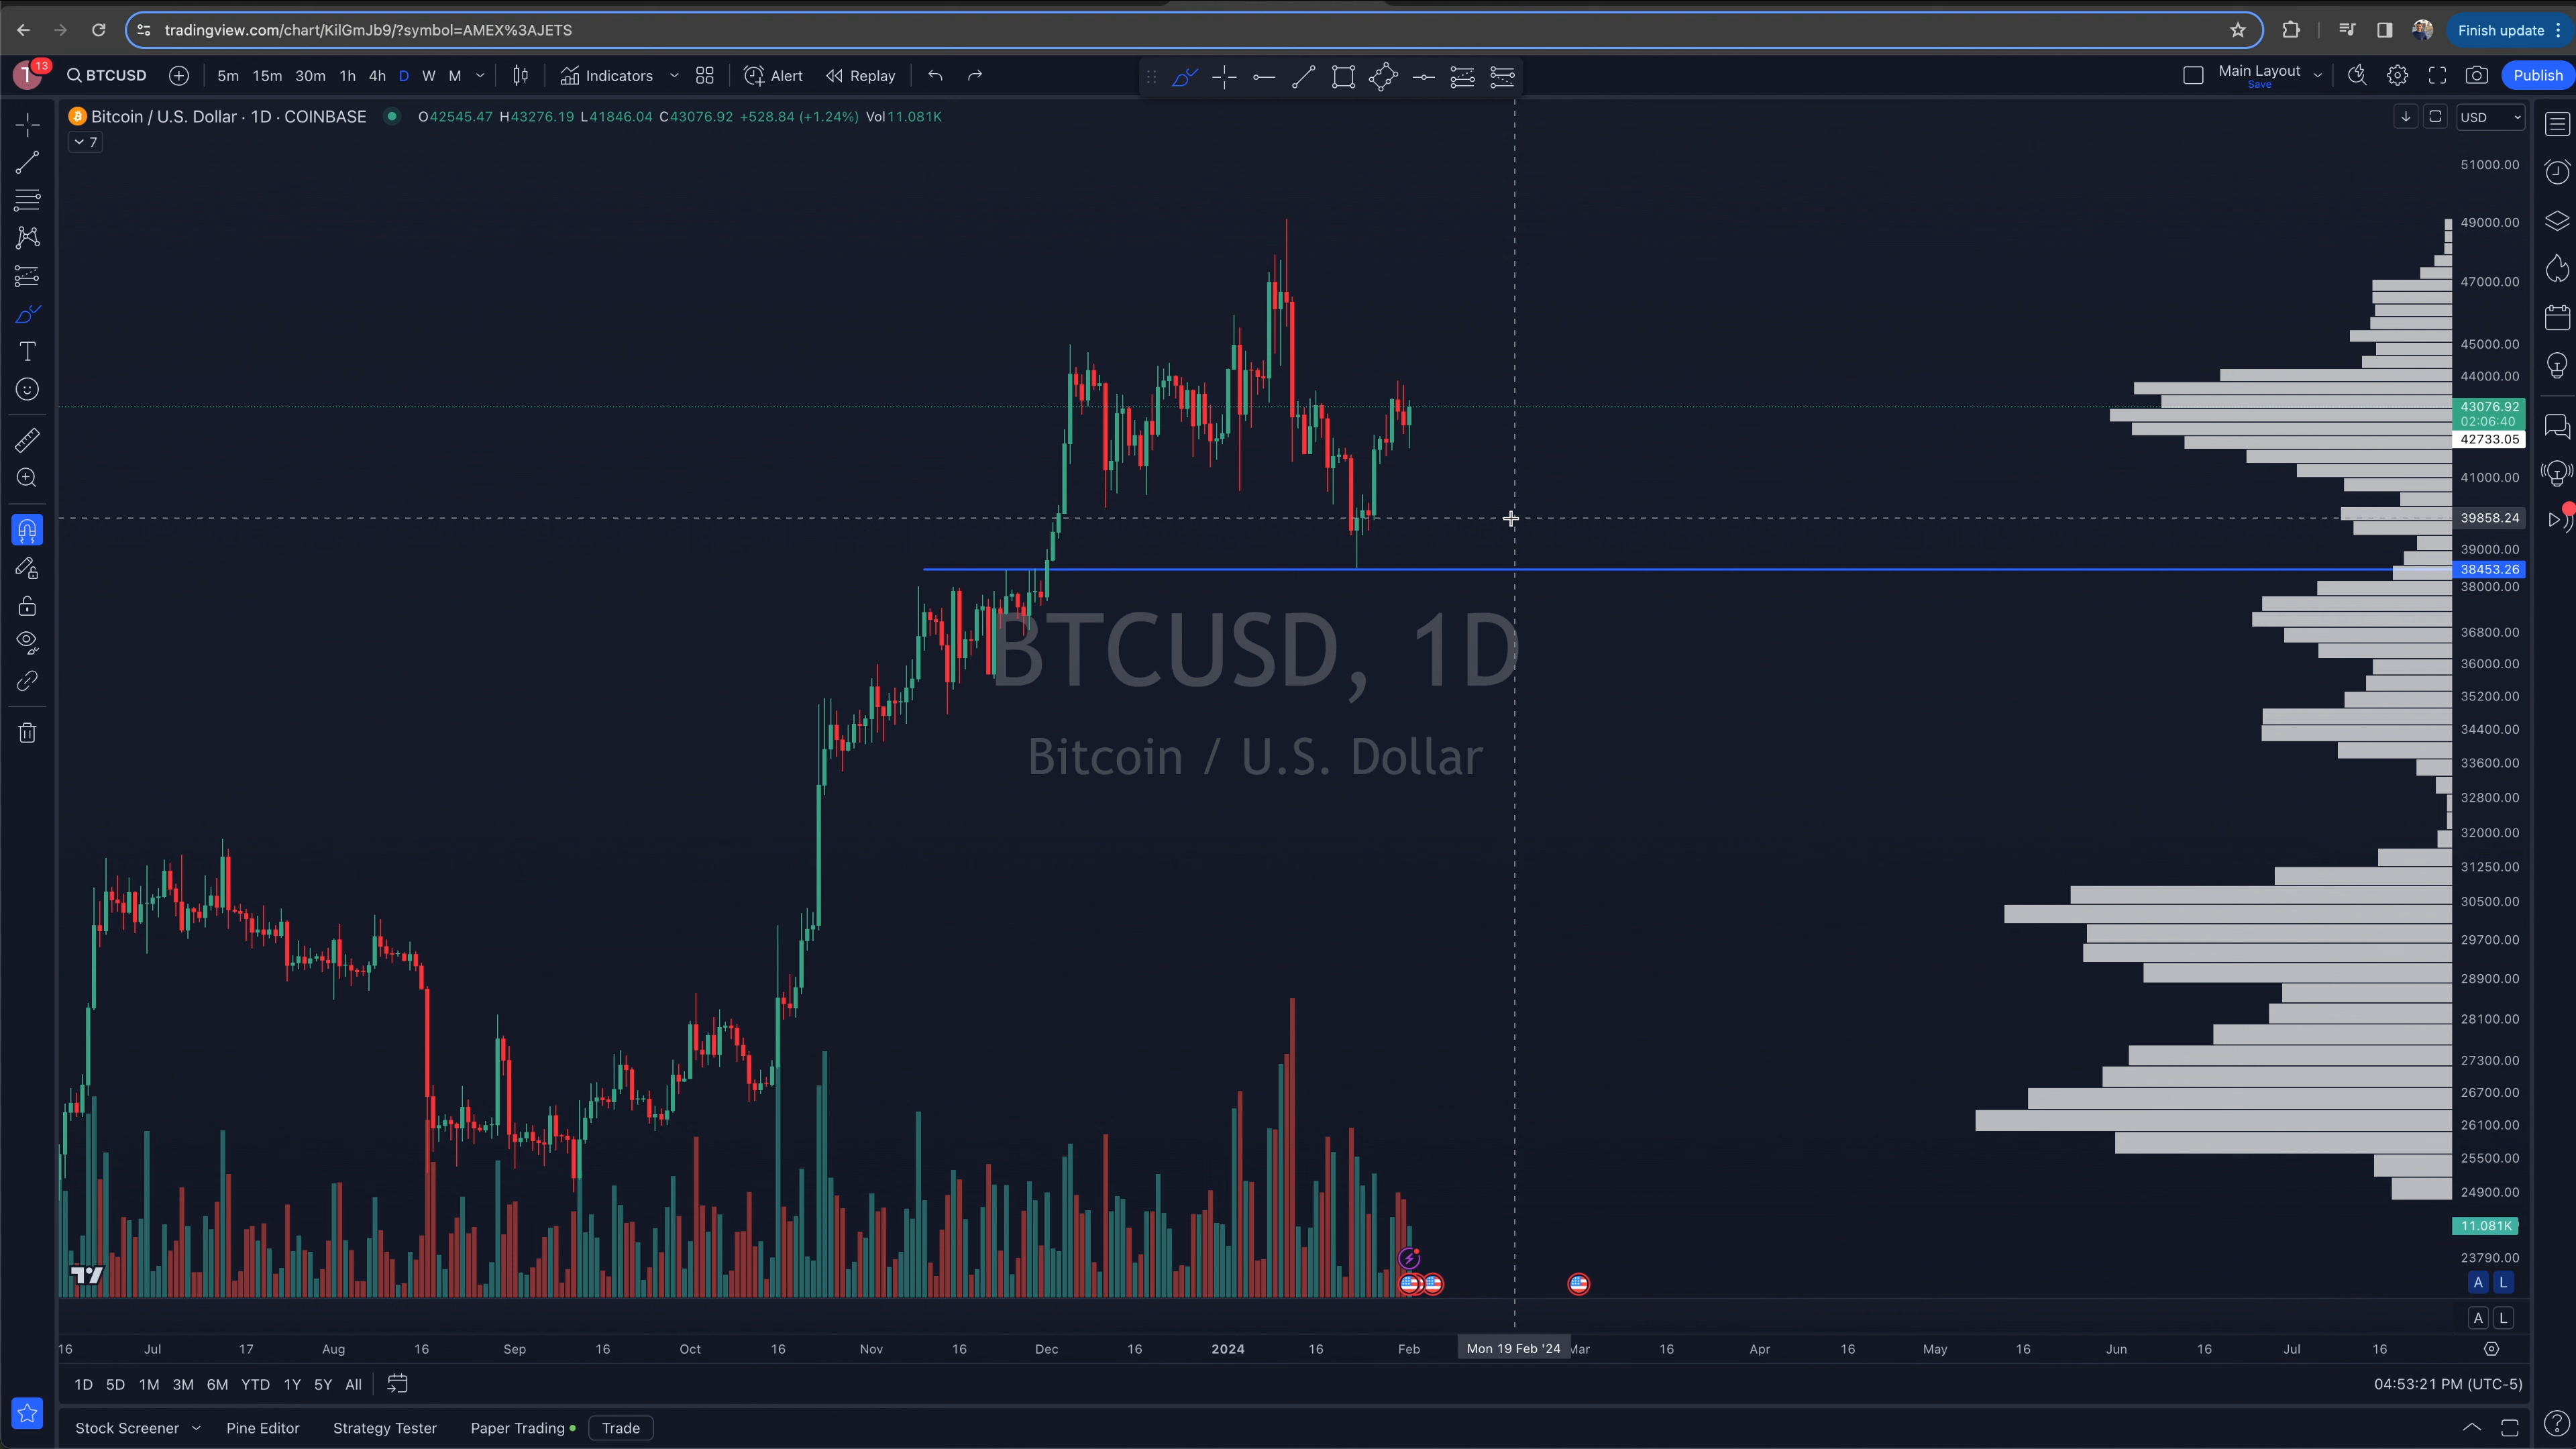 tradingview.com/chart/KilGmJb9/?symbol=AMEX%3AJETS
Finish update
13
BTCUSD 5m 15m 30m 1h 4h D W M Indicators Alert Replay
Main Layout
Save
Publish
Bitcoin / U.S. Dollar · 1D · COINBASE O42545.47 H43276.19 L41846.04 C43076.92 +528.84 (+1.24%) Vol11.081K
USD
7
51000.00
49000.00
47000.00
45000.00
44000.00
43076.92
02:06:40
42733.05
41000.00
39858.24
39000.00
38453.26
38000.00
36800.00
36000.00
35200.00
34400.00
33600.00
32800.00
32000.00
31250.00
30500.00
29700.00
28900.00
28100.00
27300.00
26700.00
26100.00
25500.00
24900.00
11.081K
23790.00
A L
A L
BTCUSD, 1D
Bitcoin / U.S. Dollar
16 Jul 17 Aug 16 Sep 16 Oct 16 Nov 16 Dec 16 2024 16 Feb Mon 19 Feb '24 Mar 16 Apr 16 May 16 Jun 16 Jul 16
1D 5D 1M 3M 6M YTD 1Y 5Y All
04:53:21 PM (UTC-5)
Stock Screener Pine Editor Strategy Tester Paper Trading Trade